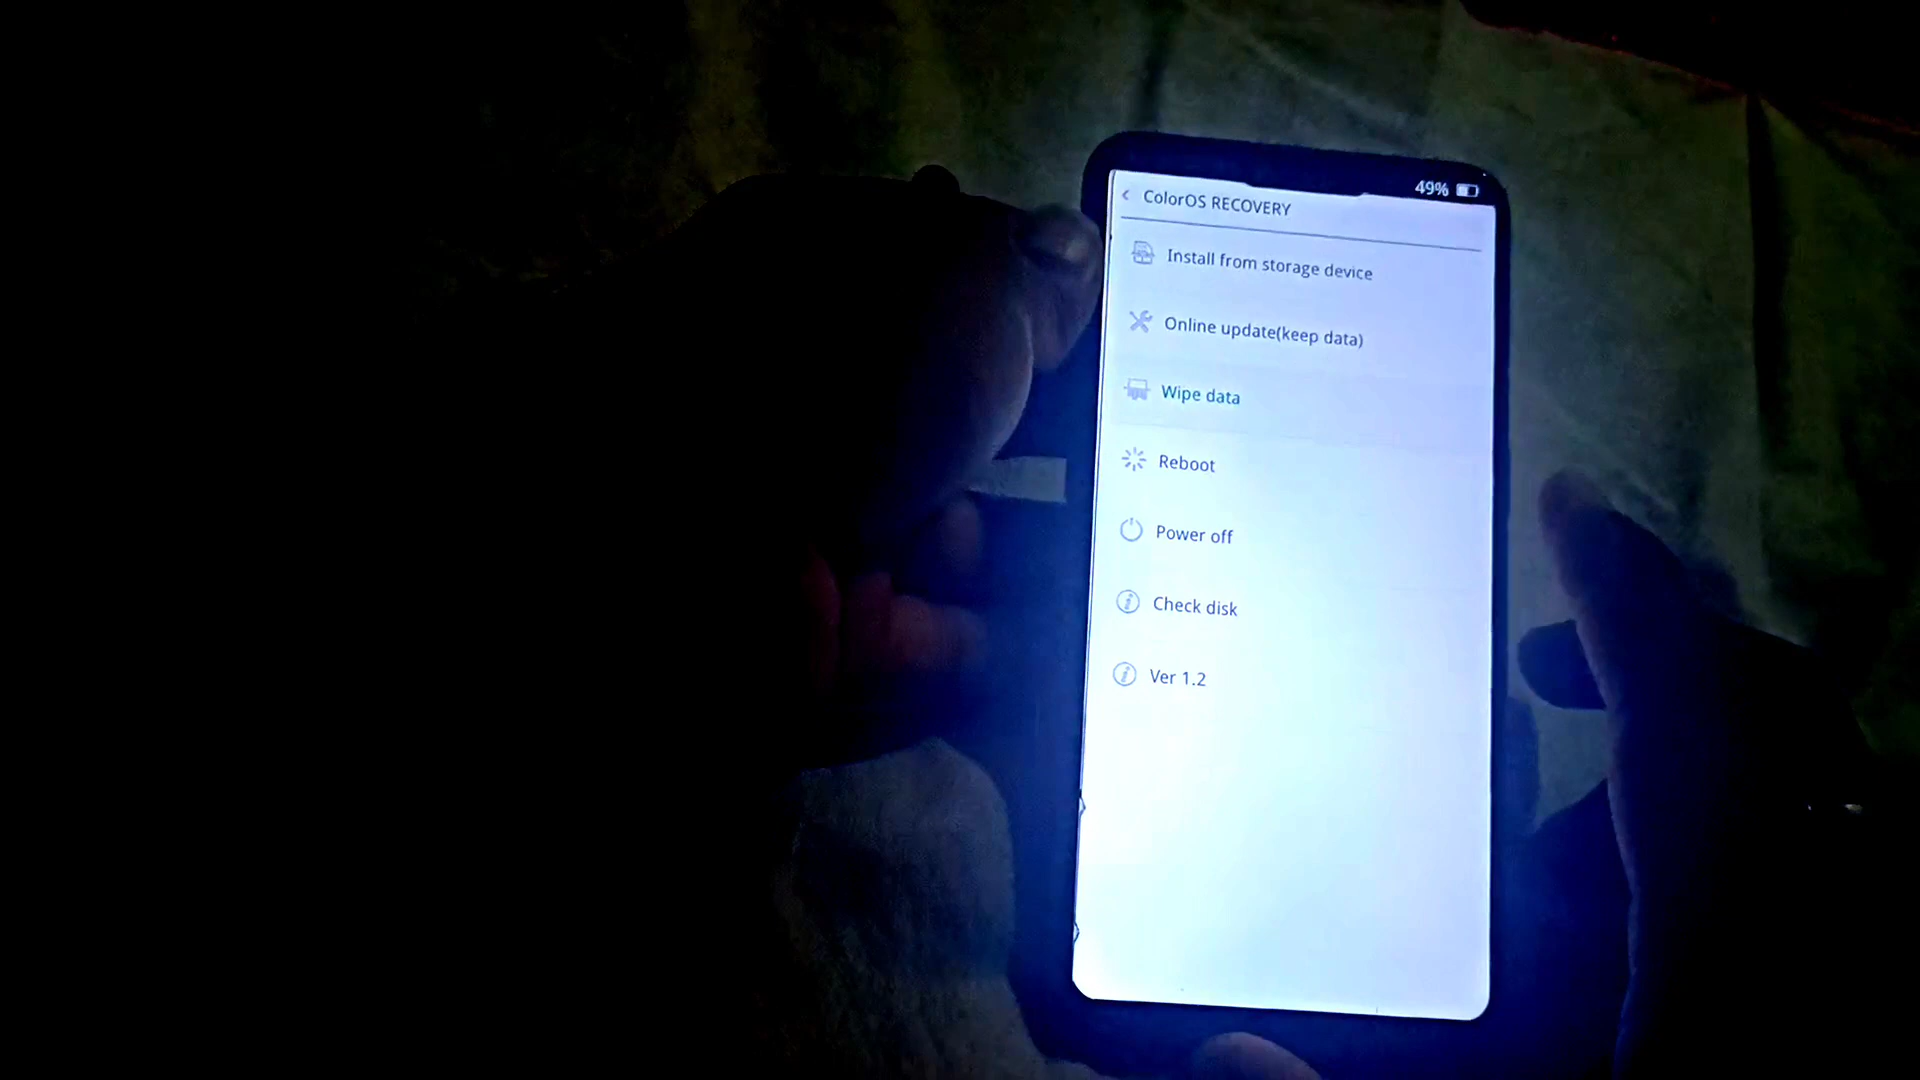 49%
ColorOS RECOVERY
Install from storage device
Online update(keep data)
Wipe data
Reboot
Power off
Check disk
Ver 1.2